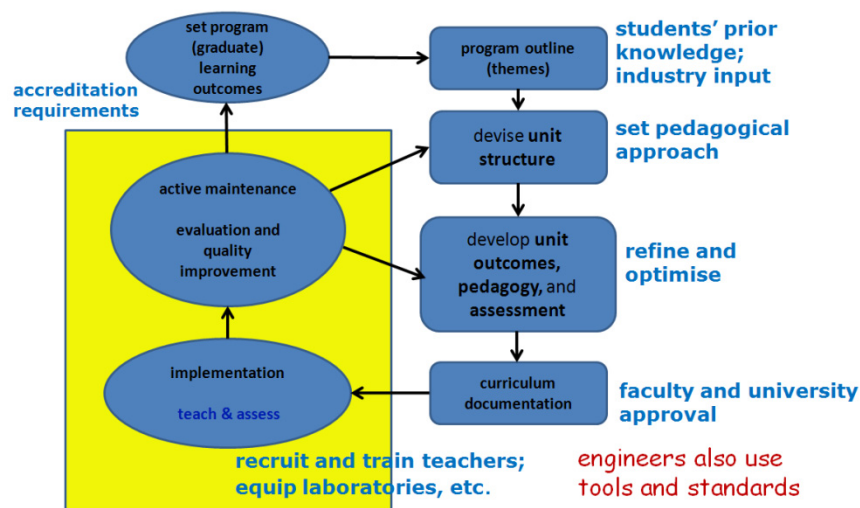 set program
(graduate)
learning
outcomes
program outline
(themes)
students' prior
knowledge;
industry input
accreditation
requirements
devise unit
structure
set pedagogical
approach
active maintenance
evaluation and
quality
improvement
develop unit
outcomes,
pedagogy, and
assessment
refine and
optimise
implementation
teach & assess
curriculum
documentation
faculty and university
approval
recruit and train teachers;
equip laboratories, etc.
engineers also use
tools and standards